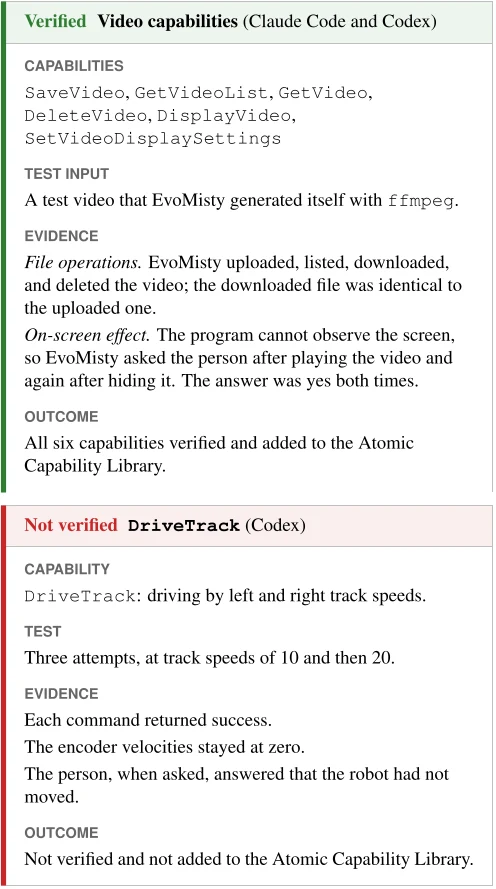 Verified Video capabilities (Claude Code and Codex)
CAPABILITIES
SaveVideo, GetVideoList, GetVideo,
DeleteVideo, DisplayVideo,
SetVideoDisplaySettings
TEST INPUT
A test video that EvoMisty generated itself with ffmpeg.
EVIDENCE
File operations. EvoMisty uploaded, listed, downloaded,
and deleted the video; the downloaded file was identical to
the uploaded one.
On-screen effect. The program cannot observe the screen,
so EvoMisty asked the person after playing the video and
again after hiding it. The answer was yes both times.
OUTCOME
All six capabilities verified and added to the Atomic
Capability Library.
Not verified DriveTrack (Codex)
CAPABILITY
DriveTrack: driving by left and right track speeds.
TEST
Three attempts, at track speeds of 10 and then 20.
EVIDENCE
Each command returned success.
The encoder velocities stayed at zero.
The person, when asked, answered that the robot had not
moved.
OUTCOME
Not verified and not added to the Atomic Capability Library.